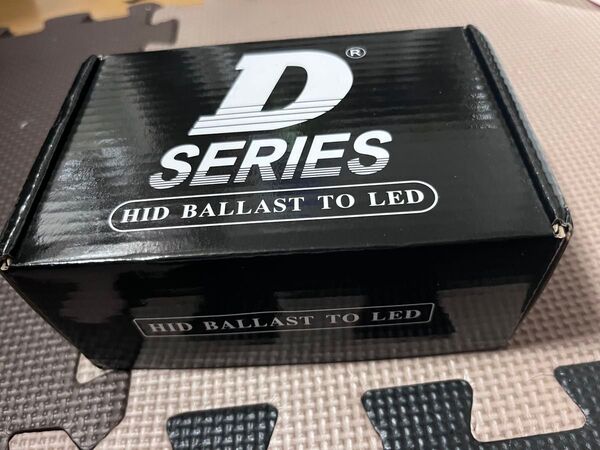 D®
SERIES
HID BALLAST TO LED
HID BALLAST TO LED